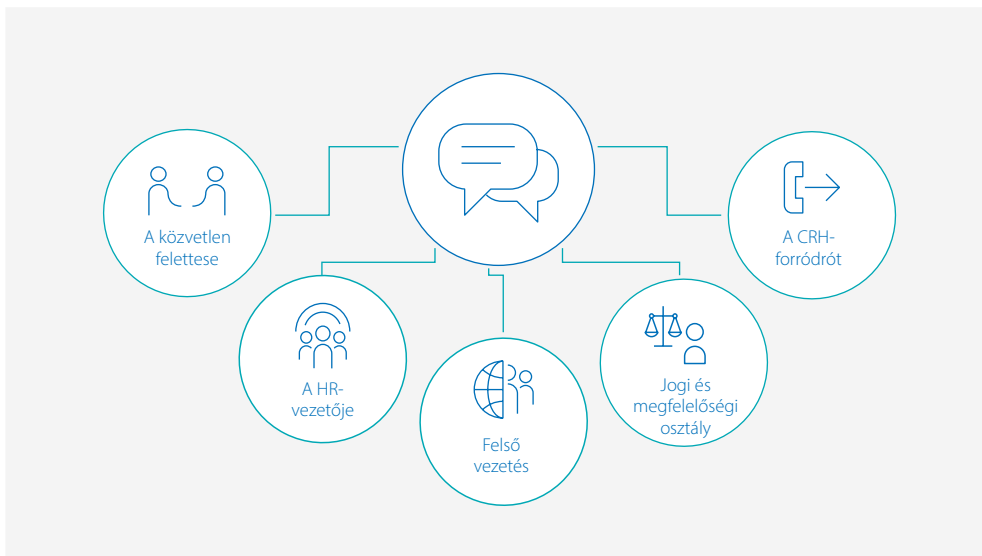 A közvetlen
felettese
A HR-
vezetője
Felső
vezetés
Jogi és
megfelelőségi
osztály
A CRH-
forródrót